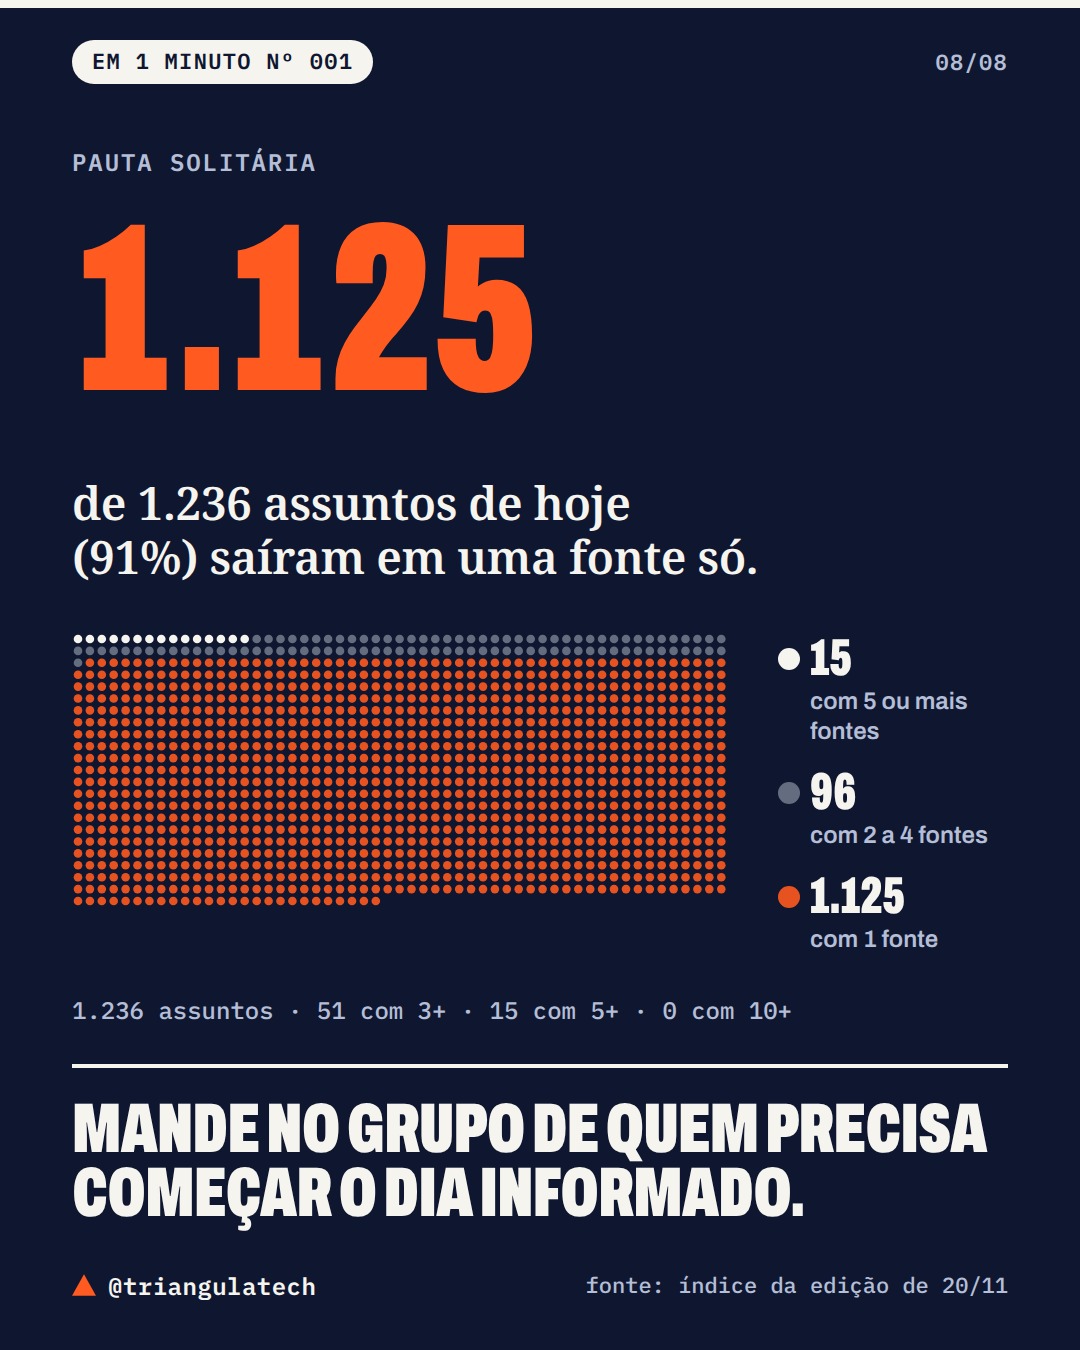 EM 1 MINUTO Nº 001
08/08
PAUTA SOLITÁRIA
1.125
de 1.236 assuntos de hoje
(91%) saíram em uma fonte só.
15
com 5 ou mais
fontes
96
com 2 a 4 fontes
1.125
com 1 fonte
1.236 assuntos · 51 com 3+ · 15 com 5+ · 0 com 10+
MANDE NO GRUPO DE QUEM PRECISA
COMEÇAR O DIA INFORMADO.
@triangulatech
fonte: índice da edição de 20/11